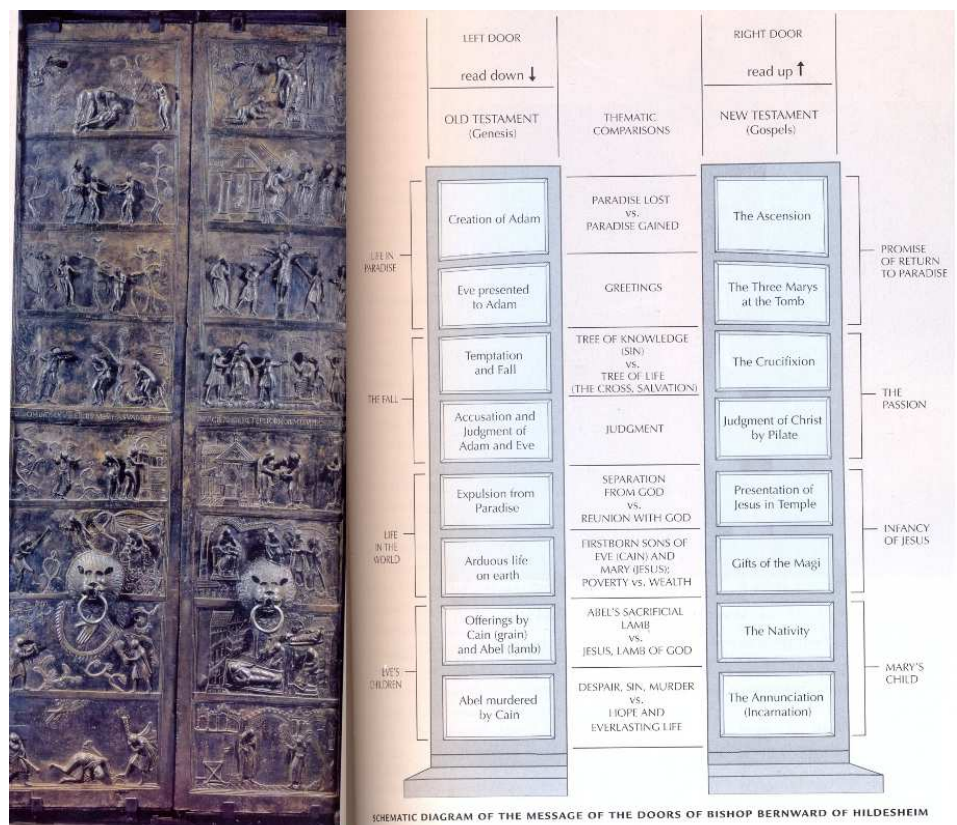 LEFT DOOR
read down ↓
OLD TESTAMENT
(Genesis)
THEMATIC
COMPARISONS
RIGHT DOOR
read up ↑
NEW TESTAMENT
(Gospels)
LIFE IN
PARADISE
THE FALL
LIFE
IN THE
WORLD
EVE'S
CHILDREN
Creation of Adam
Eve presented
to Adam
Temptation
and Fall
Accusation and
Judgment of
Adam and Eve
Expulsion from
Paradise
Arduous life
on earth
Offerings by
Cain (grain)
and Abel (lamb)
Abel murdered
by Cain
PARADISE LOST
vs.
PARADISE GAINED
GREETINGS
TREE OF KNOWLEDGE
(SIN)
vs.
TREE OF LIFE
(THE CROSS, SALVATION)
JUDGMENT
SEPARATION
FROM GOD
vs.
REUNION WITH GOD
FIRSTBORN SONS OF
EVE (CAIN) AND
MARY (JESUS);
POVERTY vs. WEALTH
ABEL'S SACRIFICIAL
LAMB
vs.
JESUS, LAMB OF GOD
DESPAIR, SIN, MURDER
vs.
HOPE AND
EVERLASTING LIFE
The Ascension
The Three Marys
at the Tomb
The Crucifixion
Judgment of Christ
by Pilate
Presentation of
Jesus in Temple
Gifts of the Magi
The Nativity
The Annunciation
(Incarnation)
PROMISE
OF RETURN
TO PARADISE
THE
PASSION
INFANCY
OF JESUS
MARY'S
CHILD
SCHEMATIC DIAGRAM OF THE MESSAGE OF THE DOORS OF BISHOP BERNWARD OF HILDESHEIM